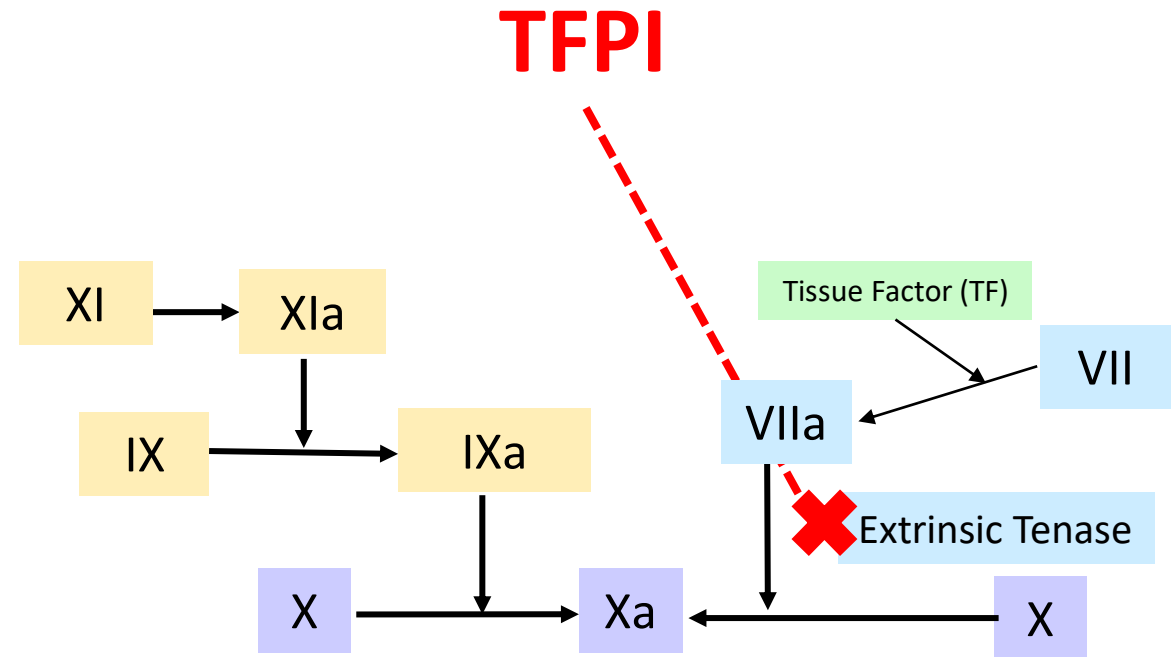 TFPI
Tissue Factor (TF)
XI
XIa
VII
VIIa
IX
IXa
Extrinsic Tenase
X
Xa
X